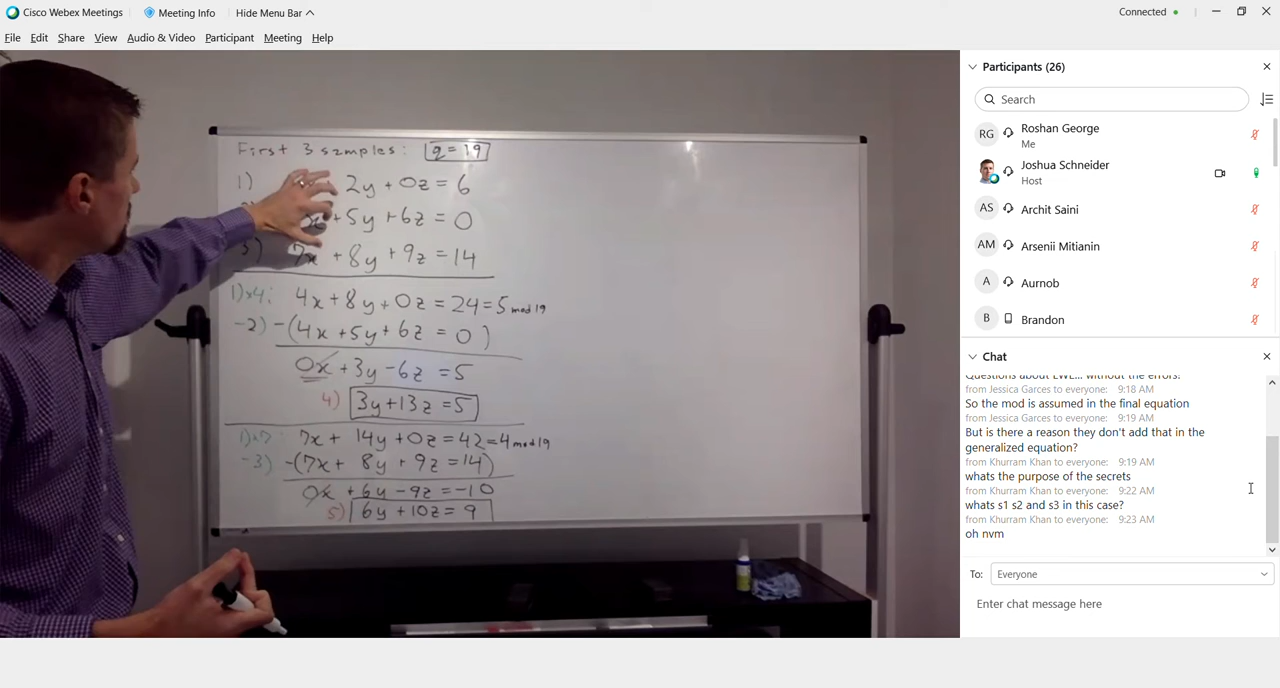 Cisco Webex Meetings Meeting Info Hide Menu Bar Connected
File Edit Share View Audio & Video Participant Meeting Help
First 3 samples: q = 19
1) 2y + 0z = 6
+ 5y + 6z = 0
3) 7x + 8y + 9z = 14
1)x4: 4x + 8y + 0z = 24 = 5 mod 19
-2) -(4x + 5y + 6z = 0)
0x + 3y - 6z = 5
4) 3y + 13z = 5
1)x7: 7x + 14y + 0z = 42 = 4 mod 19
-3) -(7x + 8y + 9z = 14)
0x + 6y - 9z = -10
5) 6y + 10z = 9
Participants (26)
Search
RG Roshan George
Me
Joshua Schneider
Host
AS Archit Saini
AM Arsenii Mitianin
A Aurnob
B Brandon
Chat
Questions about LWE... without the errors?
from Jessica Garces to everyone: 9:18 AM
So the mod is assumed in the final equation
from Jessica Garces to everyone: 9:19 AM
But is there a reason they don't add that in the
generalized equation?
from Khurram Khan to everyone: 9:19 AM
whats the purpose of the secrets
from Khurram Khan to everyone: 9:22 AM
whats s1 s2 and s3 in this case?
from Khurram Khan to everyone: 9:23 AM
oh nvm
To: Everyone
Enter chat message here